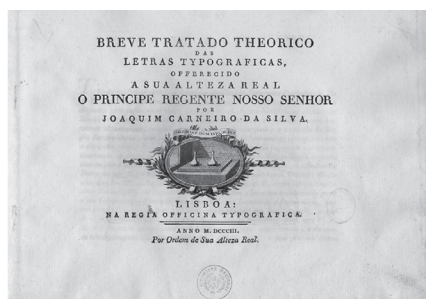 BREVE TRATADO THEORICO
DAS
LETRAS TYPOGRAFICAS,
OFFERECIDO
A SUA ALTEZA REAL
O PRINCIPE REGENTE NOSSO SENHOR
POR
JOAQUIM CARNEIRO DA SILVA.
LISBOA:
NA REGIA OFFICINA TYPOGRAFICA.
ANNO M. DCCCIII.
Por Ordem de Sua Alteza Real.